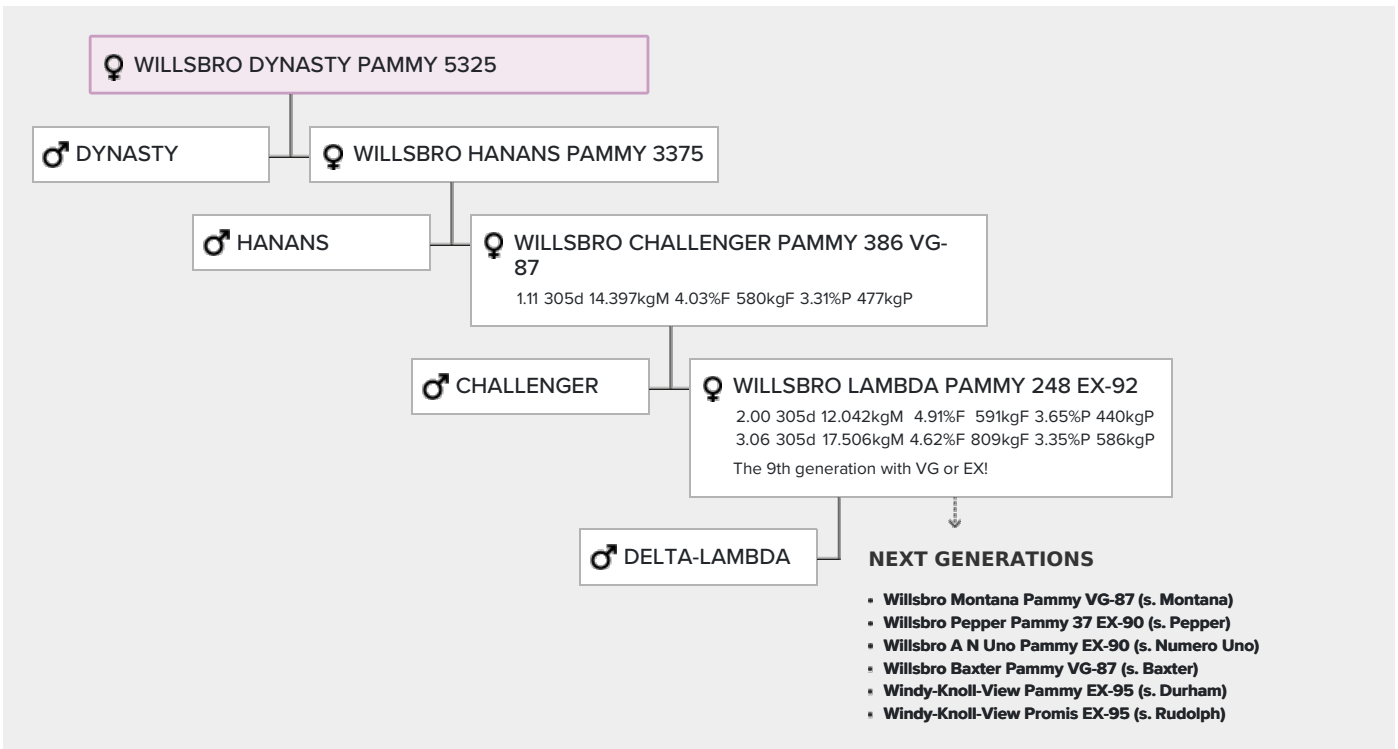 WILLSBRO DYNASTY PAMMY 5325
DYNASTY
WILLSBRO HANANS PAMMY 3375
HANANS
WILLSBRO CHALLENGER PAMMY 386 VG-
87
1.11 305d 14.397kgM 4.03%F 580kgF 3.31%P 477kgP
CHALLENGER
WILLSBRO LAMBDA PAMMY 248 EX-92
2.00 305d 12.042kgM 4.91%F 591kgF 3.65%P 440kgP
3.06 305d 17.506kgM 4.62%F 809kgF 3.35%P 586kgP
The 9th generation with VG or EX!
DELTA-LAMBDA
NEXT GENERATIONS
Willsbro Montana Pammy VG-87 (s. Montana)
Willsbro Pepper Pammy 37 EX-90 (s. Pepper)
Willsbro A N Uno Pammy EX-90 (s. Numero Uno)
Willsbro Baxter Pammy VG-87 (s. Baxter)
Windy-Knoll-View Pammy EX-95 (s. Durham)
Windy-Knoll-View Promis EX-95 (s. Rudolph)